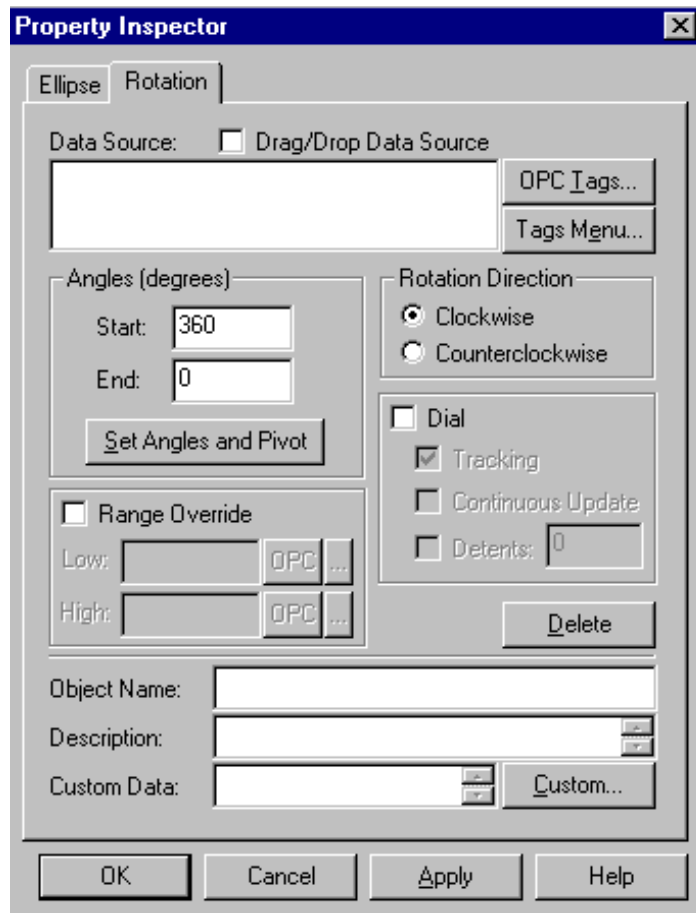 Property Inspector
Ellipse Rotation
Data Source: Drag/Drop Data Source
OPC Tags...
Tags Menu...
Angles (degrees)
Start: 360
End: 0
Set Angles and Pivot
Rotation Direction
Clockwise
Counterclockwise
Dial
Tracking
Continuous Update
Detents: 0
Range Override
Low: OPC ...
High: OPC ...
Delete
Object Name:
Description:
Custom Data: Custom...
OK Cancel Apply Help